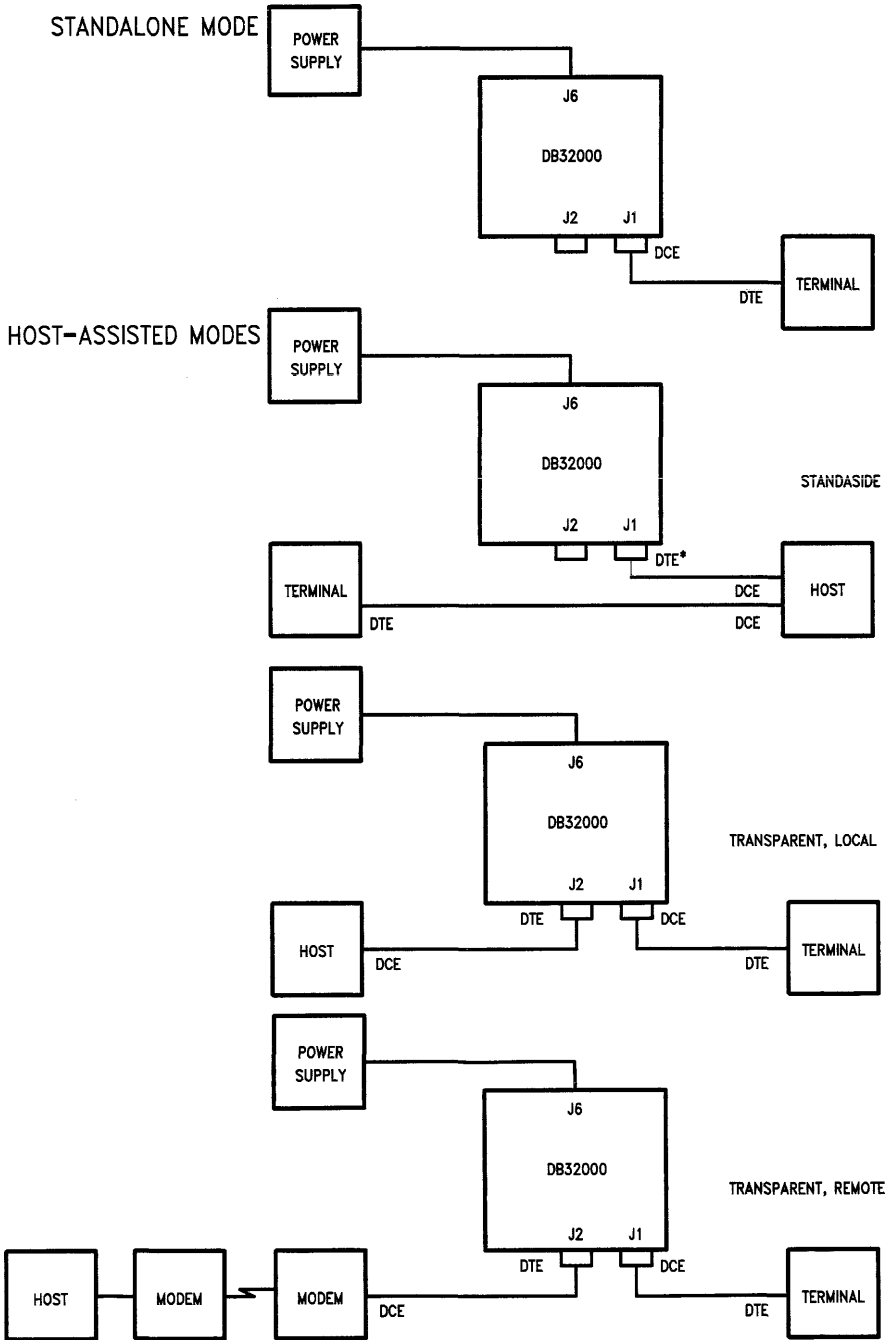 STANDALONE MODE
POWER
SUPPLY
J6
DB32000
J2 J1
DCE
DTE
TERMINAL
HOST-ASSISTED MODES
POWER
SUPPLY
J6
DB32000
STANDASIDE
J2 J1
DTE*
TERMINAL
DTE
DCE
DCE
HOST
POWER
SUPPLY
J6
DB32000
TRANSPARENT, LOCAL
J2 J1
DTE
DCE
HOST
DCE
DTE
TERMINAL
POWER
SUPPLY
J6
DB32000
TRANSPARENT, REMOTE
J2 J1
DTE
DCE
HOST
MODEM
MODEM
DCE
DTE
TERMINAL